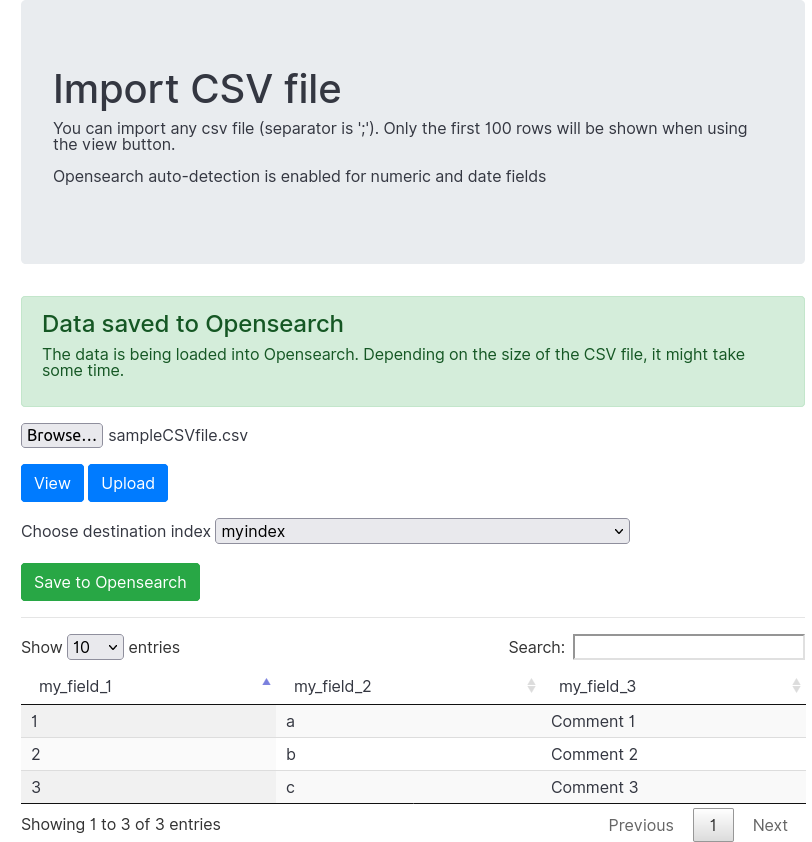 Import CSV file
You can import any csv file (separator is ';'). Only the first 100 rows will be shown when using
the view button.
Opensearch auto-detection is enabled for numeric and date fields
Data saved to Opensearch
The data is being loaded into Opensearch. Depending on the size of the CSV file, it might take
some time.
Browse... sampleCSVfile.csv
View Upload
Choose destination index myindex
Save to Opensearch
Show 10 entries Search:
my_field_1 my_field_2 my_field_3
1 a Comment 1
2 b Comment 2
3 c Comment 3
Showing 1 to 3 of 3 entries Previous 1 Next